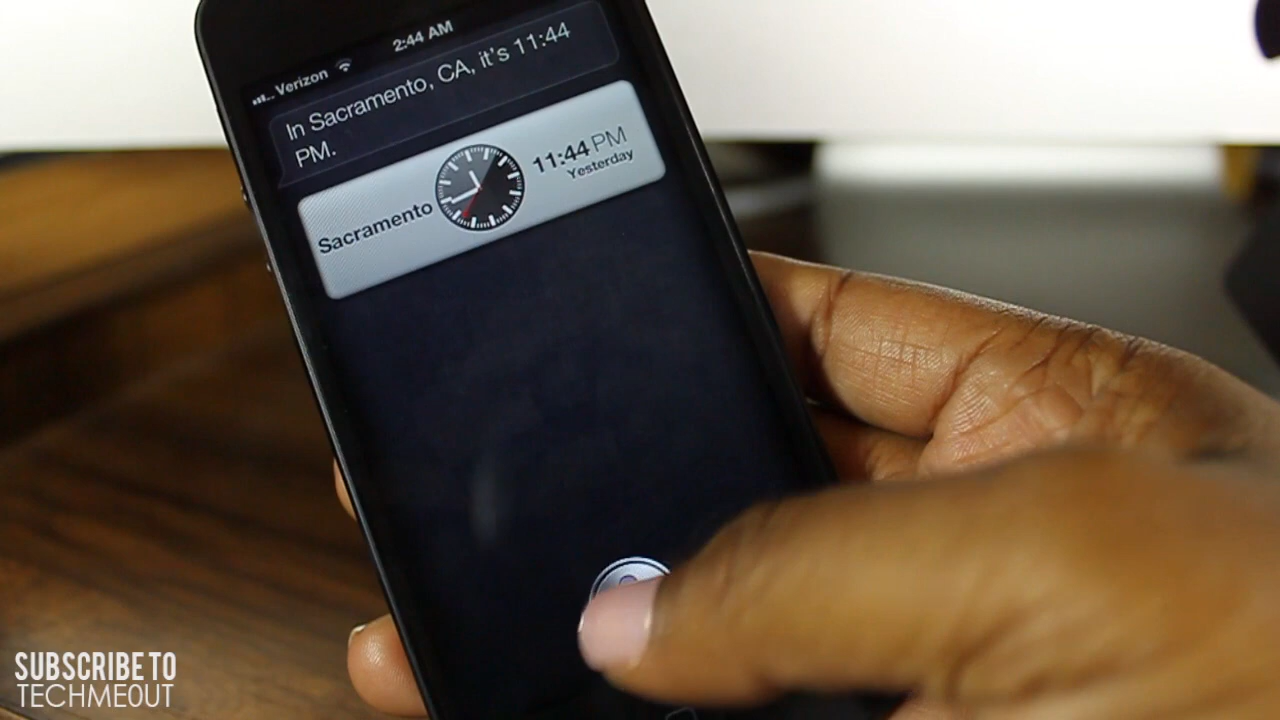 2:44 AM
Verizon
In Sacramento, CA, it's 11:44
PM.
Sacramento
11:44 PM
Yesterday
SUBSCRIBE TO
TECHMEOUT